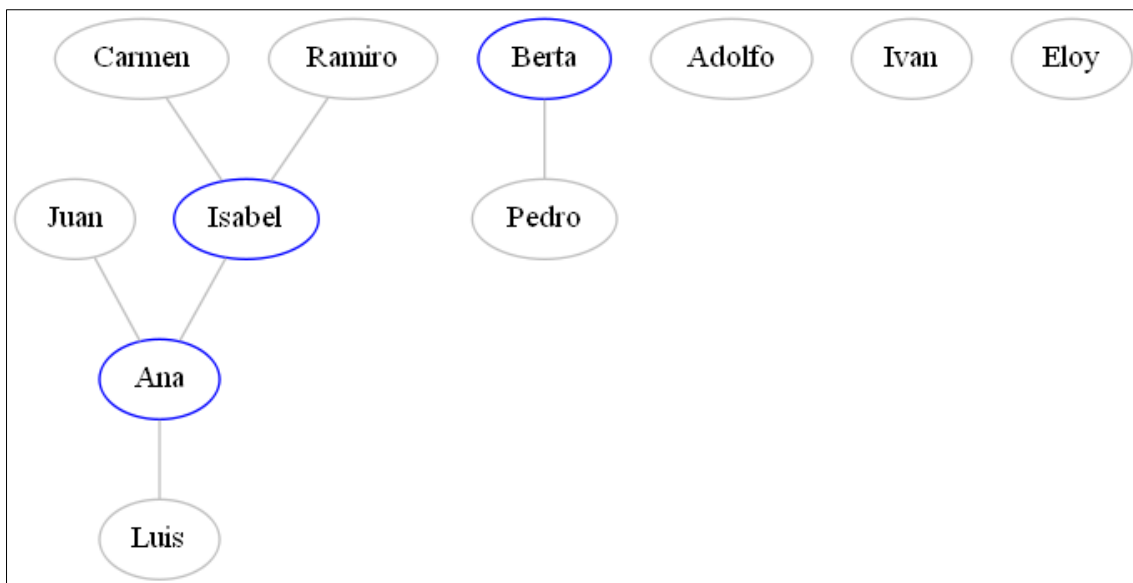 Carmen
Ramiro
Berta
Adolfo
Ivan
Eloy
Juan
Isabel
Pedro
Ana
Luis